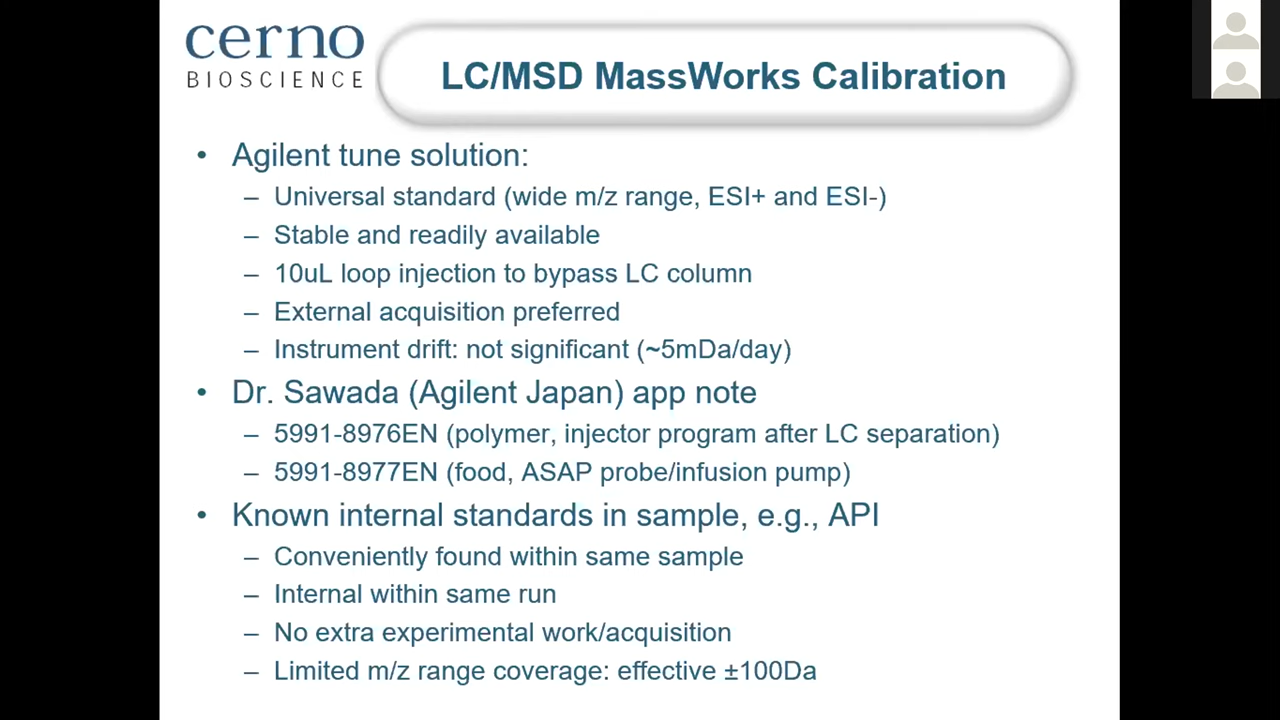 cerno
BIOSCIENCE
LC/MSD MassWorks Calibration
• Agilent tune solution:
– Universal standard (wide m/z range, ESI+ and ESI-)
– Stable and readily available
– 10uL loop injection to bypass LC column
– External acquisition preferred
– Instrument drift: not significant (~5mDa/day)
• Dr. Sawada (Agilent Japan) app note
– 5991-8976EN (polymer, injector program after LC separation)
– 5991-8977EN (food, ASAP probe/infusion pump)
• Known internal standards in sample, e.g., API
– Conveniently found within same sample
– Internal within same run
– No extra experimental work/acquisition
– Limited m/z range coverage: effective ±100Da